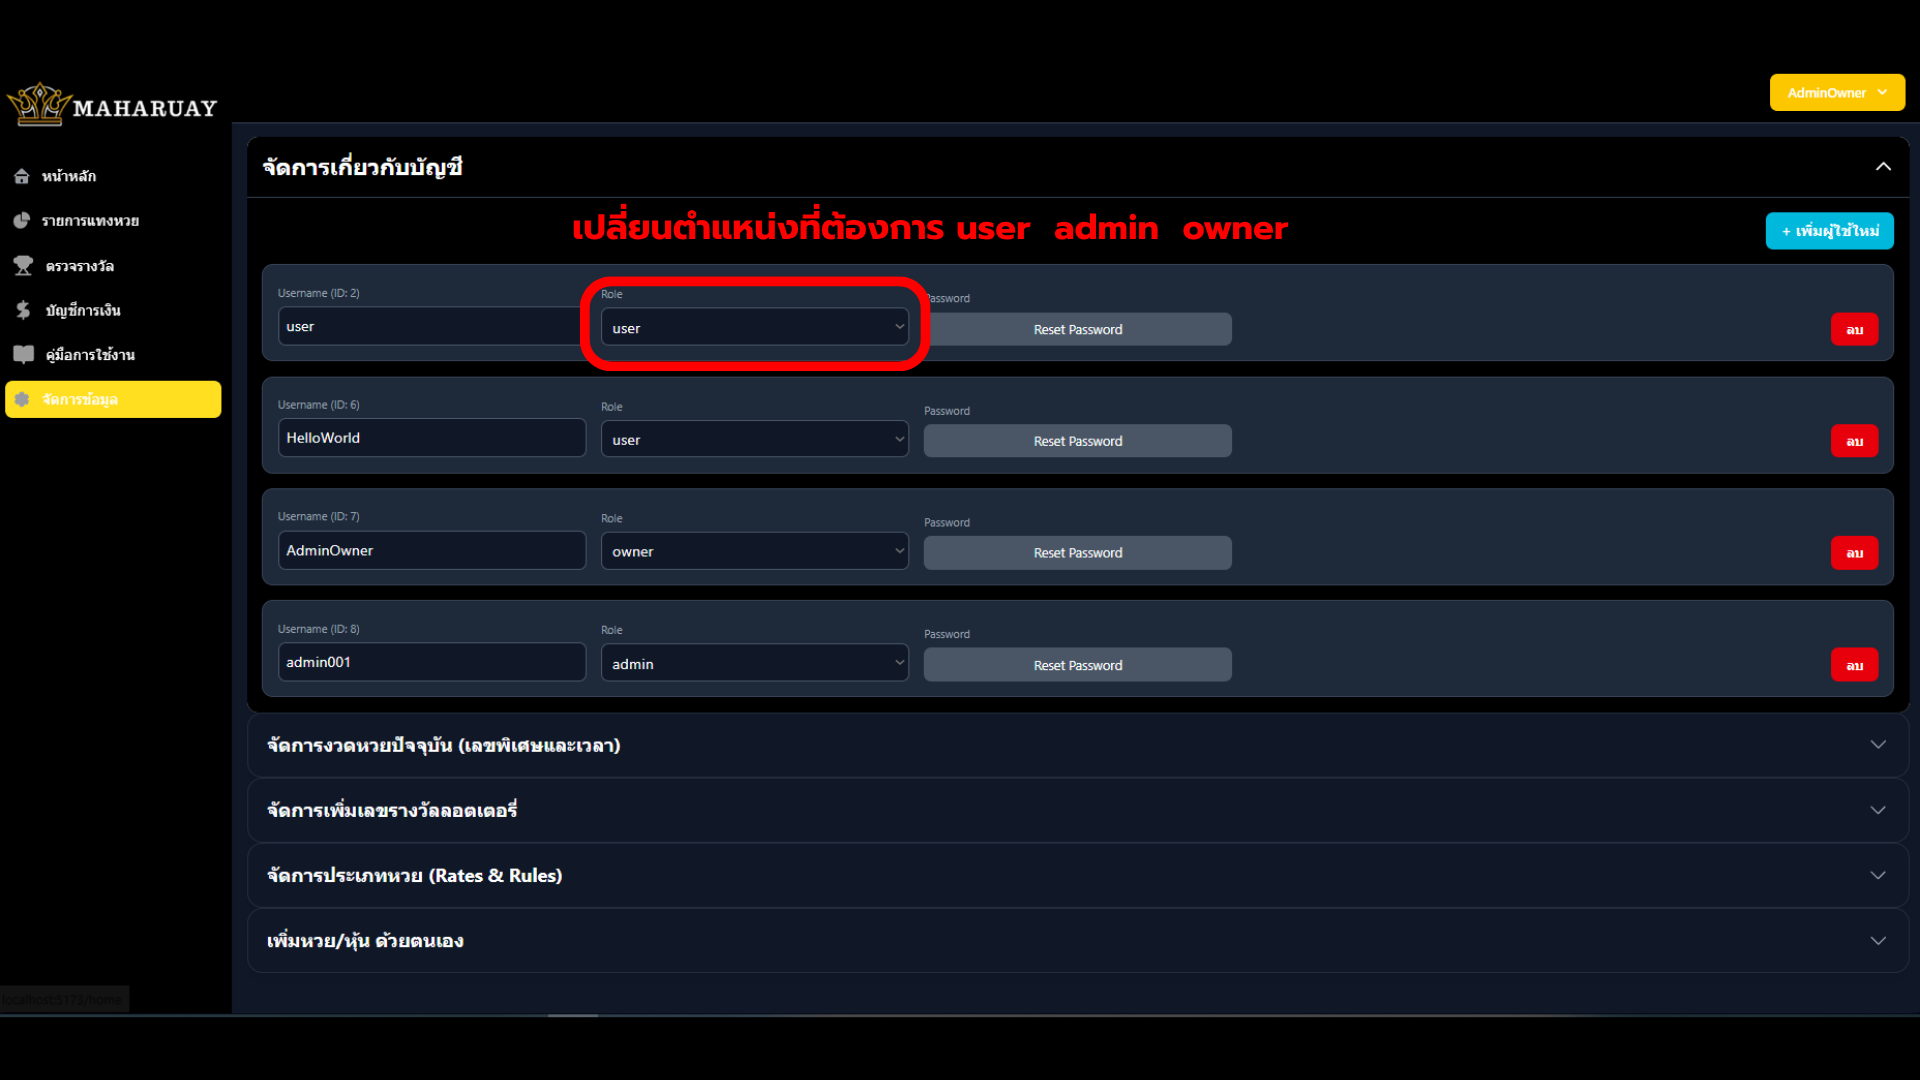 MAHARUAY
AdminOwner
หน้าหลัก
รายการแทงหวย
ตรวจรางวัล
บัญชีการเงิน
คู่มือการใช้งาน
จัดการข้อมูล
จัดการเกี่ยวกับบัญชี
เปลี่ยนตำแหน่งที่ต้องการ user admin owner
+ เพิ่มผู้ใช้ใหม่
Username (ID: 2)
Role
Password
user
user
Reset Password
ลบ
Username (ID: 6)
Role
Password
HelloWorld
user
Reset Password
ลบ
Username (ID: 7)
Role
Password
AdminOwner
owner
Reset Password
ลบ
Username (ID: 8)
Role
Password
admin001
admin
Reset Password
ลบ
จัดการงวดหวยปัจจุบัน (เลขพิเศษและเวลา)
จัดการเพิ่มเลขรางวัลลอตเตอรี่
จัดการประเภทหวย (Rates & Rules)
เพิ่มหวย/หุ้น ด้วยตนเอง
localhost:5173/home